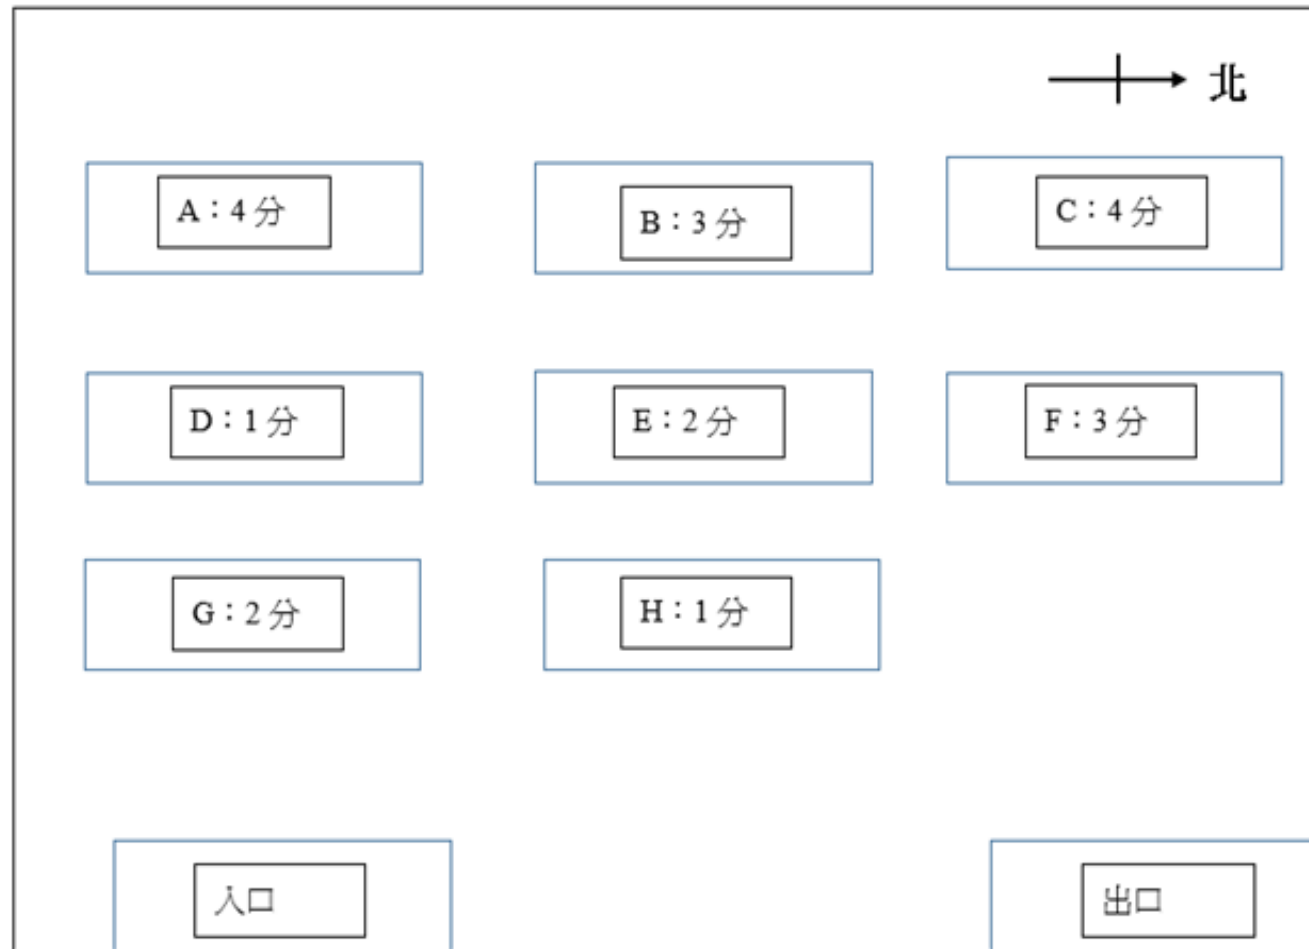 北
A：4 分
B：3 分
C：4 分
D：1 分
E：2 分
F：3 分
G：2 分
H：1 分
入口
出口